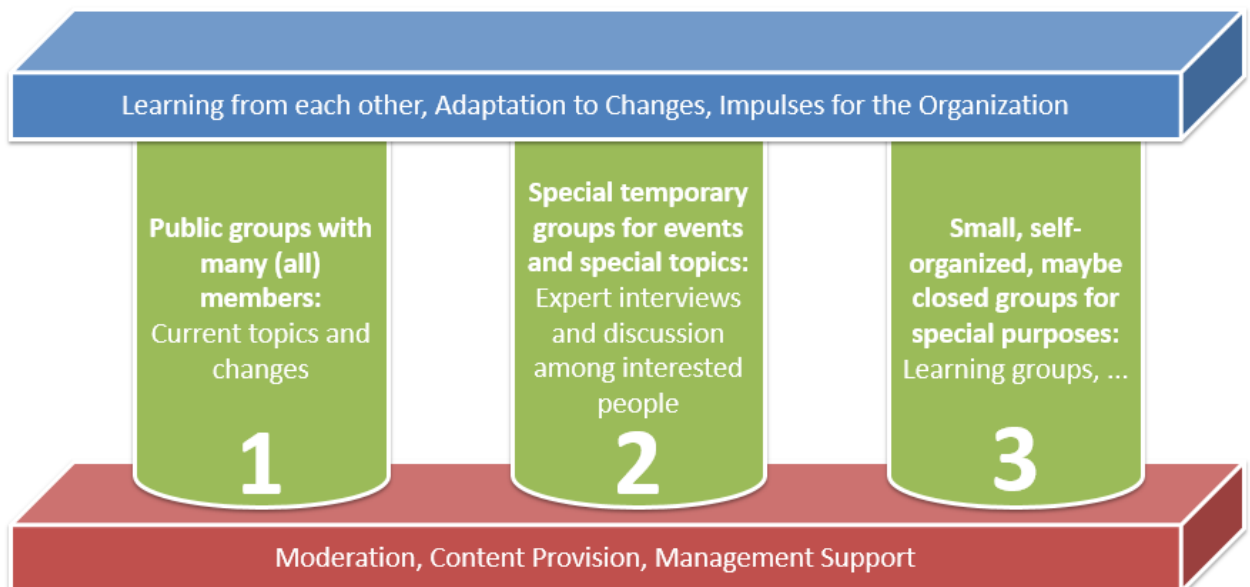 Learning from each other, Adaptation to Changes, Impulses for the Organization
Public groups with
many (all)
members:
Current topics and
changes
1
Special temporary
groups for events
and special topics:
Expert interviews
and discussion
among interested
people
2
Small, self-
organized, maybe
closed groups for
special purposes:
Learning groups, ...
3
Moderation, Content Provision, Management Support